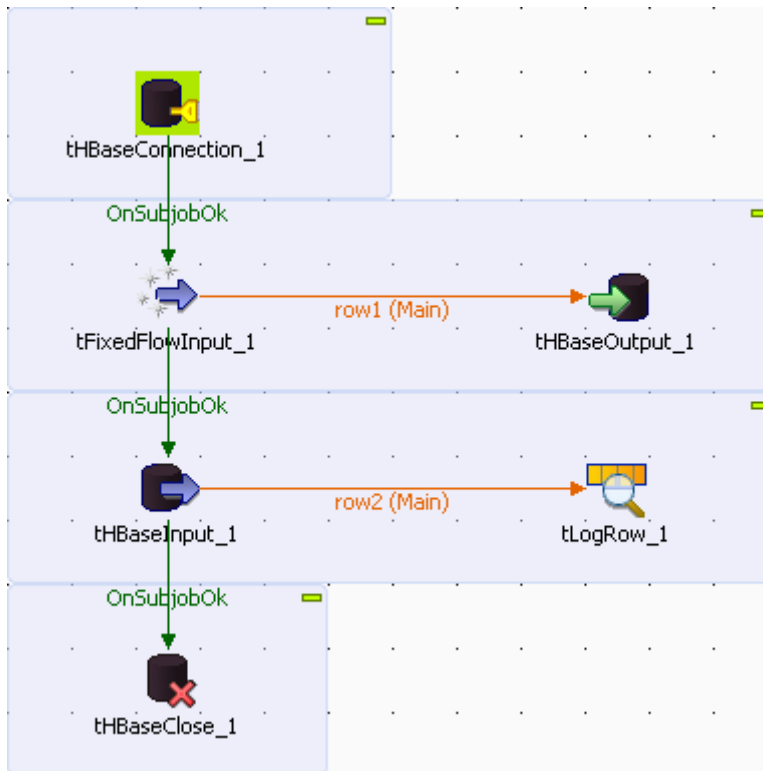 tHBaseConnection_1
OnSubjobOk
row1 (Main)
tFixedFlowInput_1
tHBaseOutput_1
OnSubjobOk
row2 (Main)
tHBaseInput_1
tLogRow_1
OnSubjobOk
tHBaseClose_1